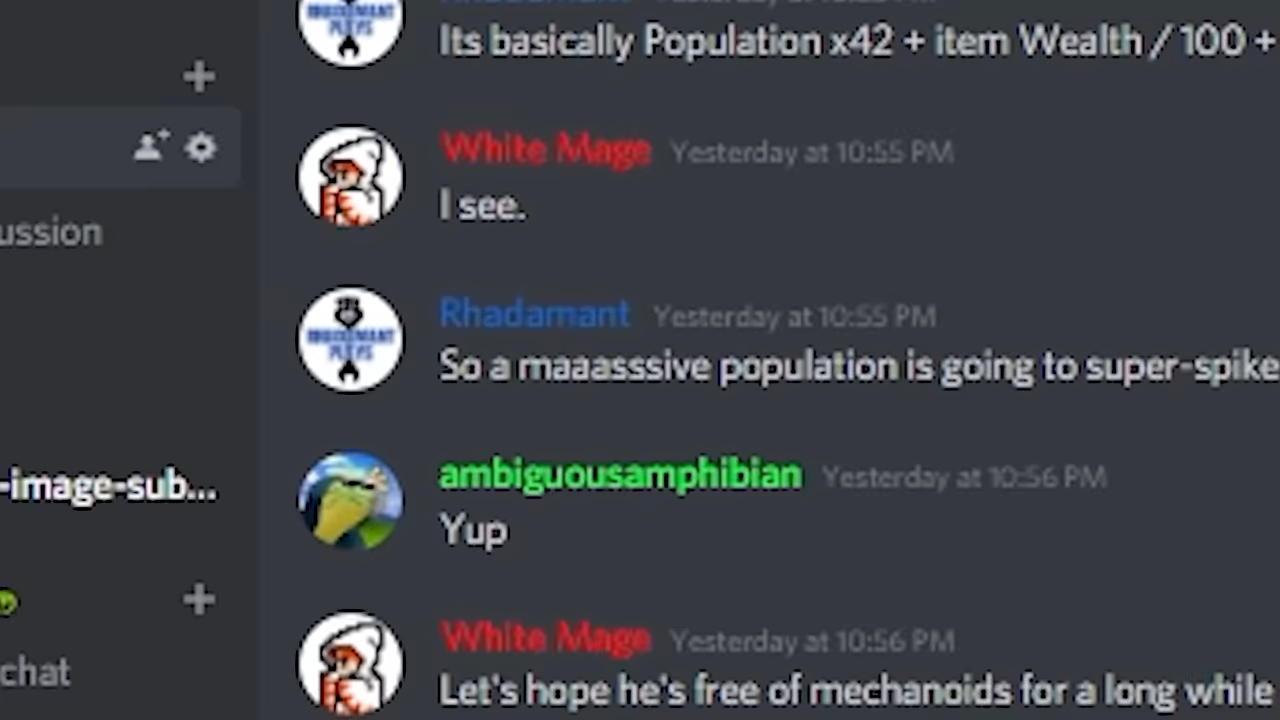 Its basically Population x42 + item Wealth / 100 +
White Mage Yesterday at 10:55 PM
I see.
ussion
Rhadamant Yesterday at 10:55 PM
So a maaasssive population is going to super-spike
ambiguousamphibian Yesterday at 10:56 PM
-image-sub...
Yup
White Mage Yesterday at 10:56 PM
chat
Let's hope he's free of mechanoids for a long while